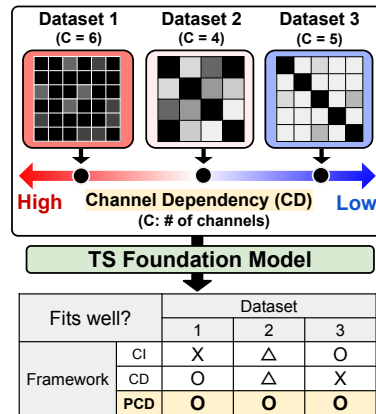 Dataset 1 Dataset 2 Dataset 3
(C = 6) (C = 4) (C = 5)
High Channel Dependency (CD) Low
(C: # of channels)
TS Foundation Model
Fits well? Dataset
1 2 3
Framework CI X △ O
CD O △ X
PCD O O O